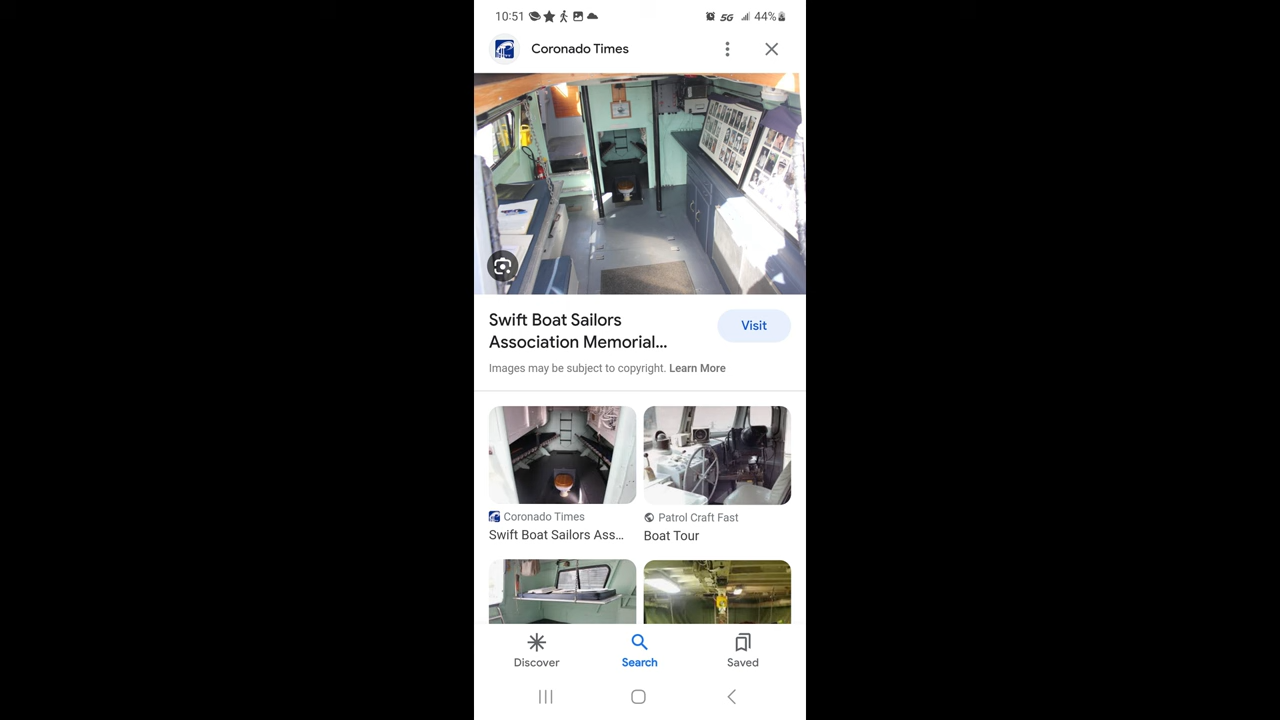 10:51
5G
44%
Coronado Times
Swift Boat Sailors
Association Memorial...
Visit
Images may be subject to copyright. Learn More
Coronado Times
Swift Boat Sailors Ass...
Patrol Craft Fast
Boat Tour
Discover
Search
Saved